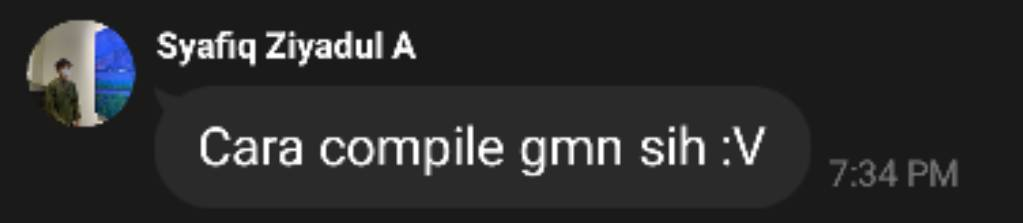 Syafiq Ziyadul A
Cara compile gmn sih :V
7:34 PM